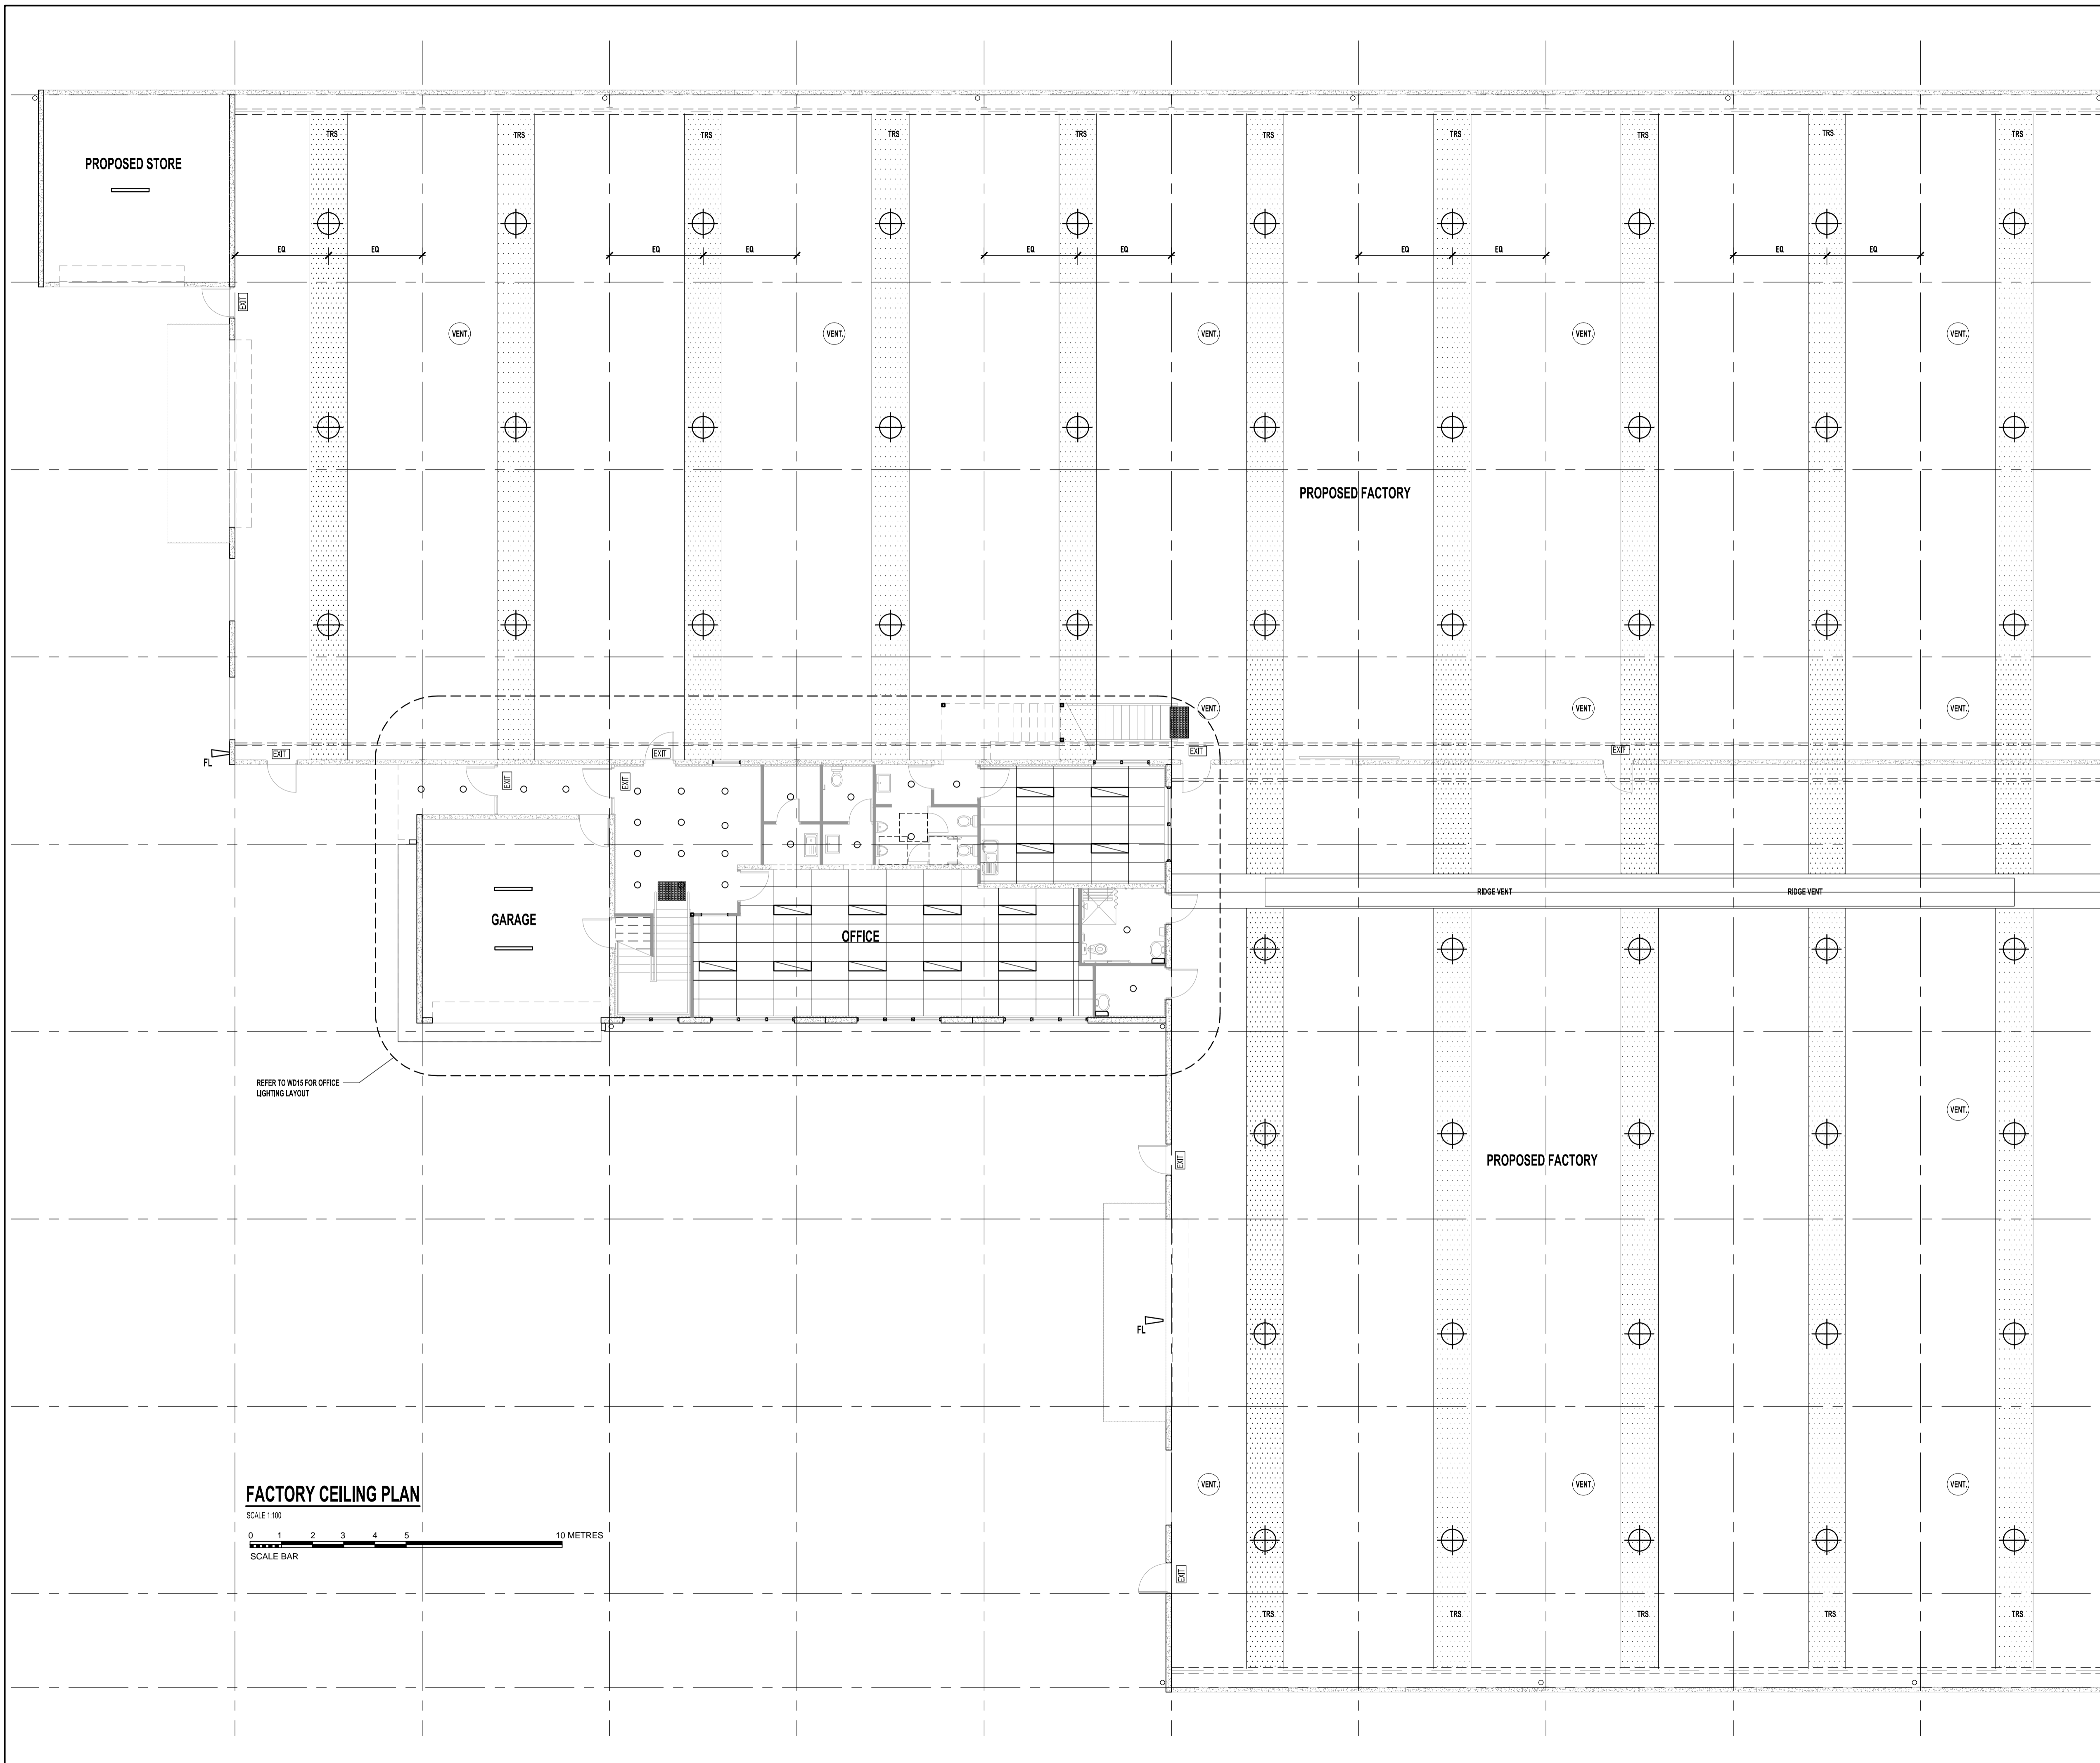 TRS TRS TRS TRS TRS TRS TRS TRS TRS TRS
PROPOSED STORE
EQ EQ EQ EQ EQ EQ EQ EQ EQ EQ
EXIT
VENT. VENT. VENT. VENT. VENT.
PROPOSED FACTORY
VENT. VENT. VENT.
FL EXIT EXIT EXIT EXIT
EXIT EXIT
RIDGE VENT RIDGE VENT
GARAGE
OFFICE
REFER TO WD15 FOR OFFICE
LIGHTING LAYOUT
VENT.
EXIT
PROPOSED FACTORY
FL
VENT. VENT. VENT.
FACTORY CEILING PLAN
SCALE 1:100
0 1 2 3 4 5 10 METRES
SCALE BAR
EXIT
TRS TRS TRS TRS TRS